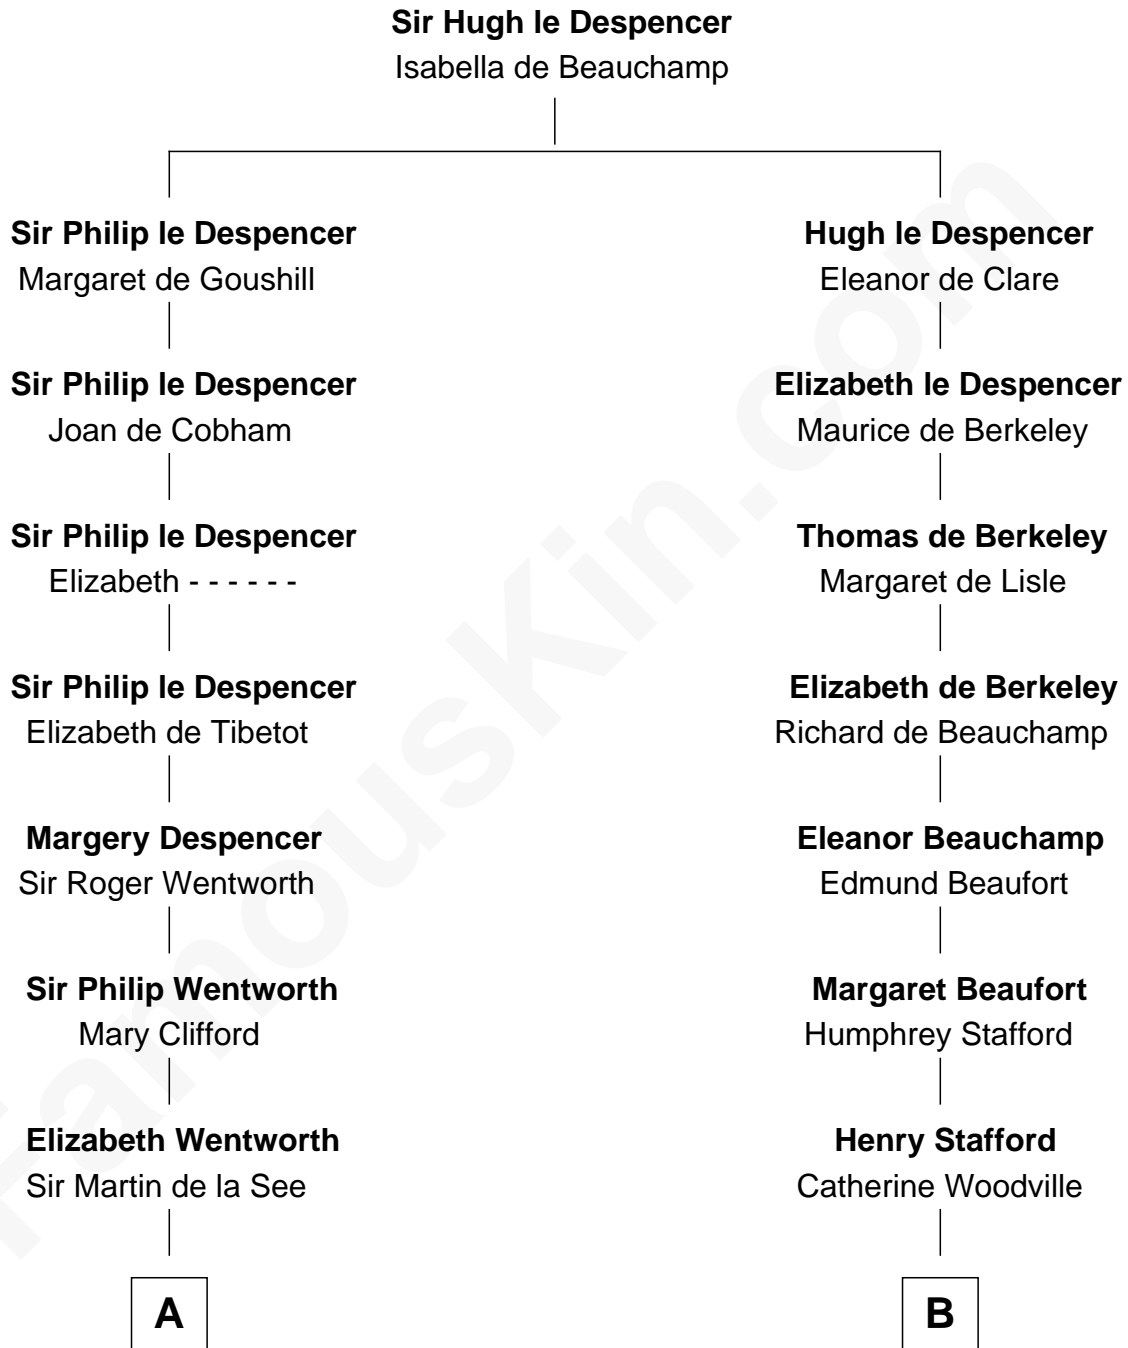 Sir Hugh le Despencer
Isabella de Beauchamp
Sir Philip le Despencer
Margaret de Goushill
Hugh le Despencer
Eleanor de Clare
Sir Philip le Despencer
Joan de Cobham
Elizabeth le Despencer
Maurice de Berkeley
Sir Philip le Despencer
Elizabeth - - - - - -
Thomas de Berkeley
Margaret de Lisle
Sir Philip le Despencer
Elizabeth de Tibetot
Elizabeth de Berkeley
Richard de Beauchamp
Margery Despencer
Sir Roger Wentworth
Eleanor Beauchamp
Edmund Beaufort
Sir Philip Wentworth
Mary Clifford
Margaret Beaufort
Humphrey Stafford
Elizabeth Wentworth
Sir Martin de la See
Henry Stafford
Catherine Woodville
A
B
FamousKin.com